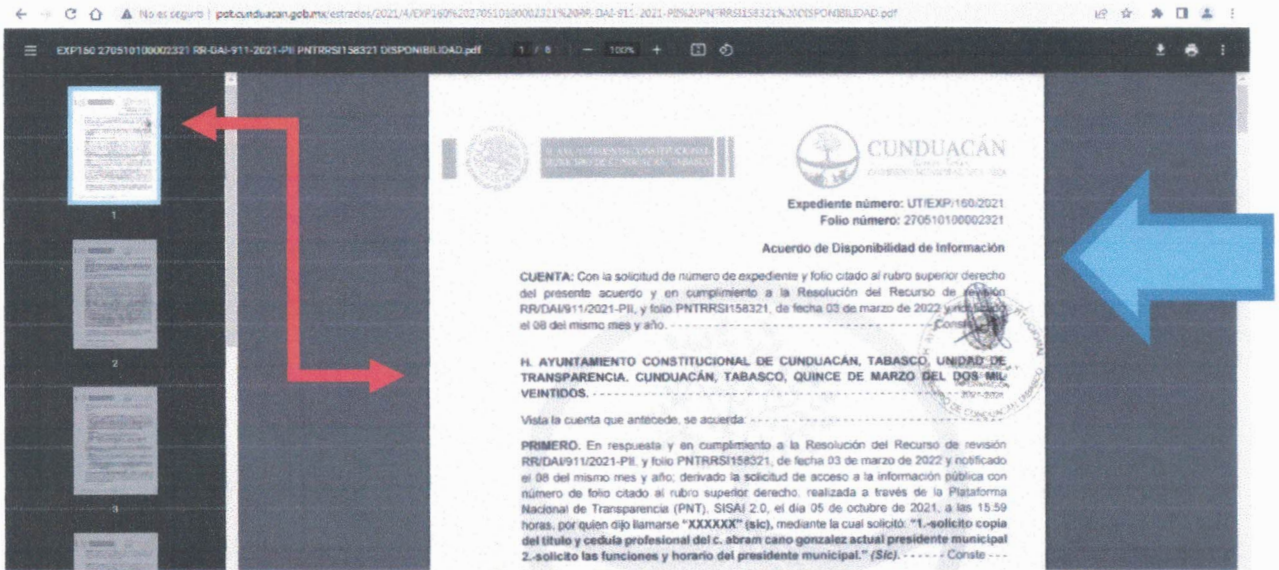 No es seguro | pot.cunduacan.gob.mx/estrados/2021/4/EXP160%20270510100002321%20RR-DAI-911-2021-PII%20PNTRRSI158321%20DISPONIBILIDAD.pdf
EXP160 270510100002321 RR-DAI-911-2021-PII PNTRRSI158321 DISPONIBILIDAD.pdf
1 / 6
100%
1
2
3
H. AYUNTAMIENTO CONSTITUCIONAL
MUNICIPIO DE CUNDUACÁN, TABASCO
CUNDUACÁN
Expediente número: UT/EXP/160/2021
Folio número: 270510100002321
Acuerdo de Disponibilidad de Información
CUENTA: Con la solicitud de número de expediente y folio citado al rubro superior derecho
del presente acuerdo y en cumplimiento a la Resolución del Recurso de revisión
RR/DAI/911/2021-PII, y folio PNTRRSI158321, de fecha 03 de marzo de 2022 y
el 08 del mismo mes y año. - - - - - - - - - - - - - - - - - - - - - - - - - - - - - - -
H. AYUNTAMIENTO CONSTITUCIONAL DE CUNDUACÁN, TABASCO, UNIDAD DE
TRANSPARENCIA. CUNDUACÁN, TABASCO, QUINCE DE MARZO DEL DOS MIL
VEINTIDOS. - - - - - - - - - - - - - - - - - - - - - - - - - - - - - - - - - - - - - - - - -
Vista la cuenta que antecede, se acuerda: - - - - - - - - - - - - - - - - - - - - - - - - -
PRIMERO. En respuesta y en cumplimiento a la Resolución del Recurso de revisión
RR/DAI/911/2021-PII, y folio PNTRRSI158321, de fecha 03 de marzo de 2022 y notificado
el 08 del mismo mes y año; derivado la solicitud de acceso a la información pública con
número de folio citado al rubro superior derecho, realizada a través de la Plataforma
Nacional de Transparencia (PNT), SISAI 2.0, el día 05 de octubre de 2021, a las 15:59
horas, por quien dijo llamarse "XXXXXX" (sic), mediante la cual solicitó: "1.-solicito copia
del titulo y cedula profesional del c. abram cano gonzalez actual presidente municipal
2.-solicito las funciones y horario del presidente municipal." (Sic). - - - - - - Conste - - -